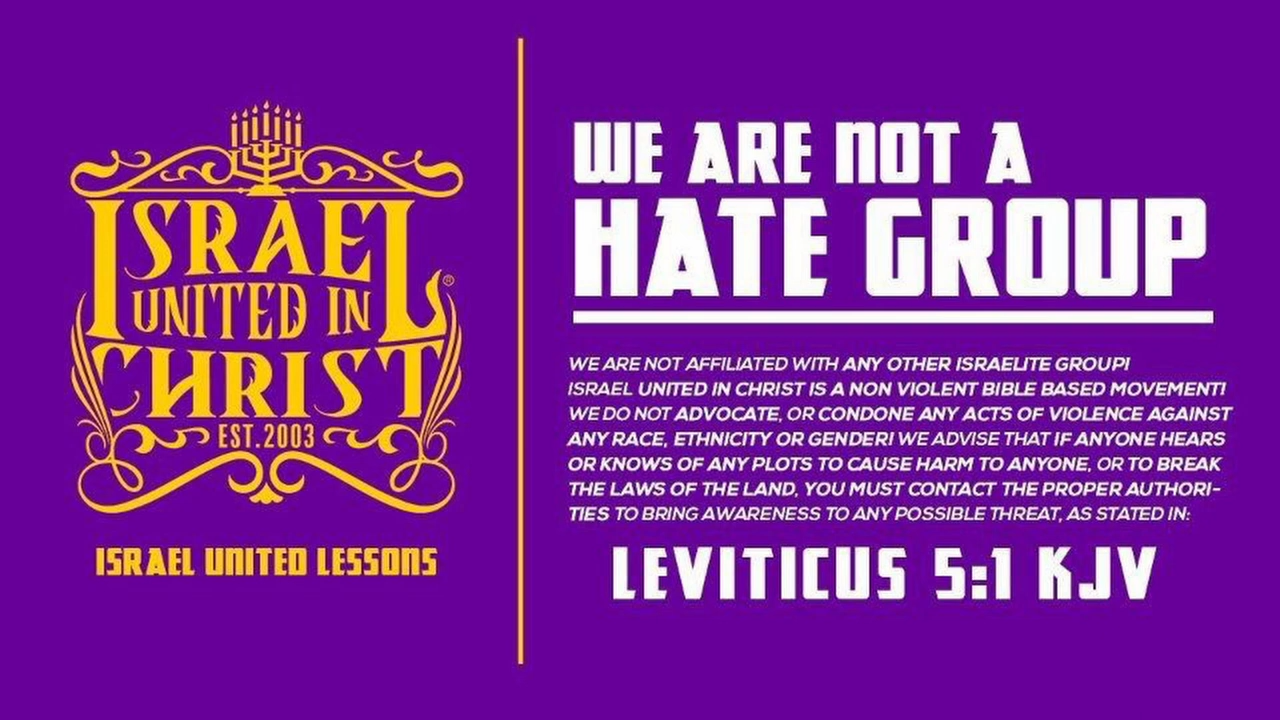 ISRAEL
UNITED IN
CHRIST
EST.2003
ISRAEL UNITED LESSONS
WE ARE NOT A
HATE GROUP
WE ARE NOT AFFILIATED WITH ANY OTHER ISRAELITE GROUP!
ISRAEL UNITED IN CHRIST IS A NON VIOLENT BIBLE BASED MOVEMENT!
WE DO NOT ADVOCATE, OR CONDONE ANY ACTS OF VIOLENCE AGAINST
ANY RACE, ETHNICITY OR GENDER! WE ADVISE THAT IF ANYONE HEARS
OR KNOWS OF ANY PLOTS TO CAUSE HARM TO ANYONE, OR TO BREAK
THE LAWS OF THE LAND, YOU MUST CONTACT THE PROPER AUTHORI-
TIES TO BRING AWARENESS TO ANY POSSIBLE THREAT, AS STATED IN:
LEVITICUS 5:1 KJV